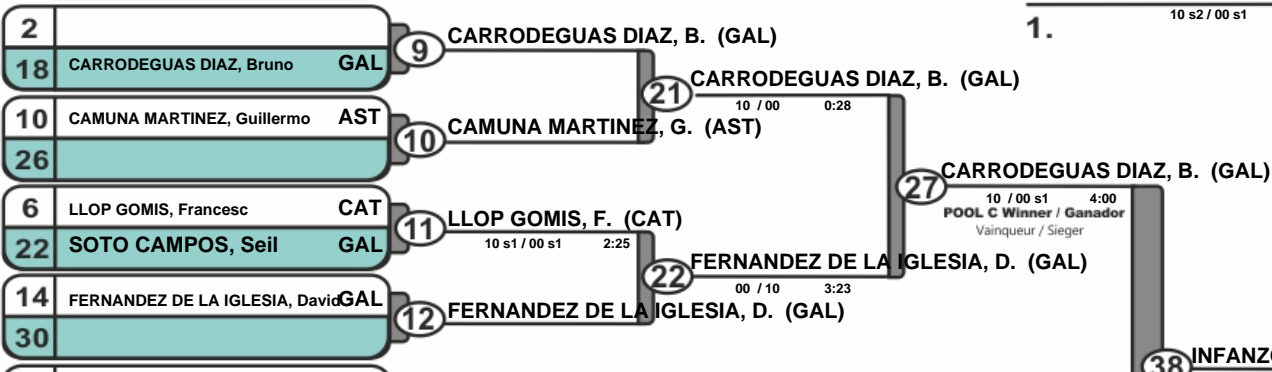 2
18 CARRODEGUAS DIAZ, Bruno GAL
9 CARRODEGUAS DIAZ, B. (GAL)
10 CAMUNA MARTINEZ, Guillermo AST
26
10 CAMUNA MARTINEZ, G. (AST)
21 CARRODEGUAS DIAZ, B. (GAL)
10 / 00 0:28
6 LLOP GOMIS, Francesc CAT
22 SOTO CAMPOS, Seil GAL
11 LLOP GOMIS, F. (CAT)
10 s1 / 00 s1 2:25
14 FERNANDEZ DE LA IGLESIA, David GAL
30
12 FERNANDEZ DE LA IGLESIA, D. (GAL)
22 FERNANDEZ DE LA IGLESIA, D. (GAL)
00 / 10 3:23
27 CARRODEGUAS DIAZ, B. (GAL)
10 / 00 s1 4:00
POOL C Winner / Ganador
Vainqueur / Sieger
10 s2 / 00 s1
1.
38